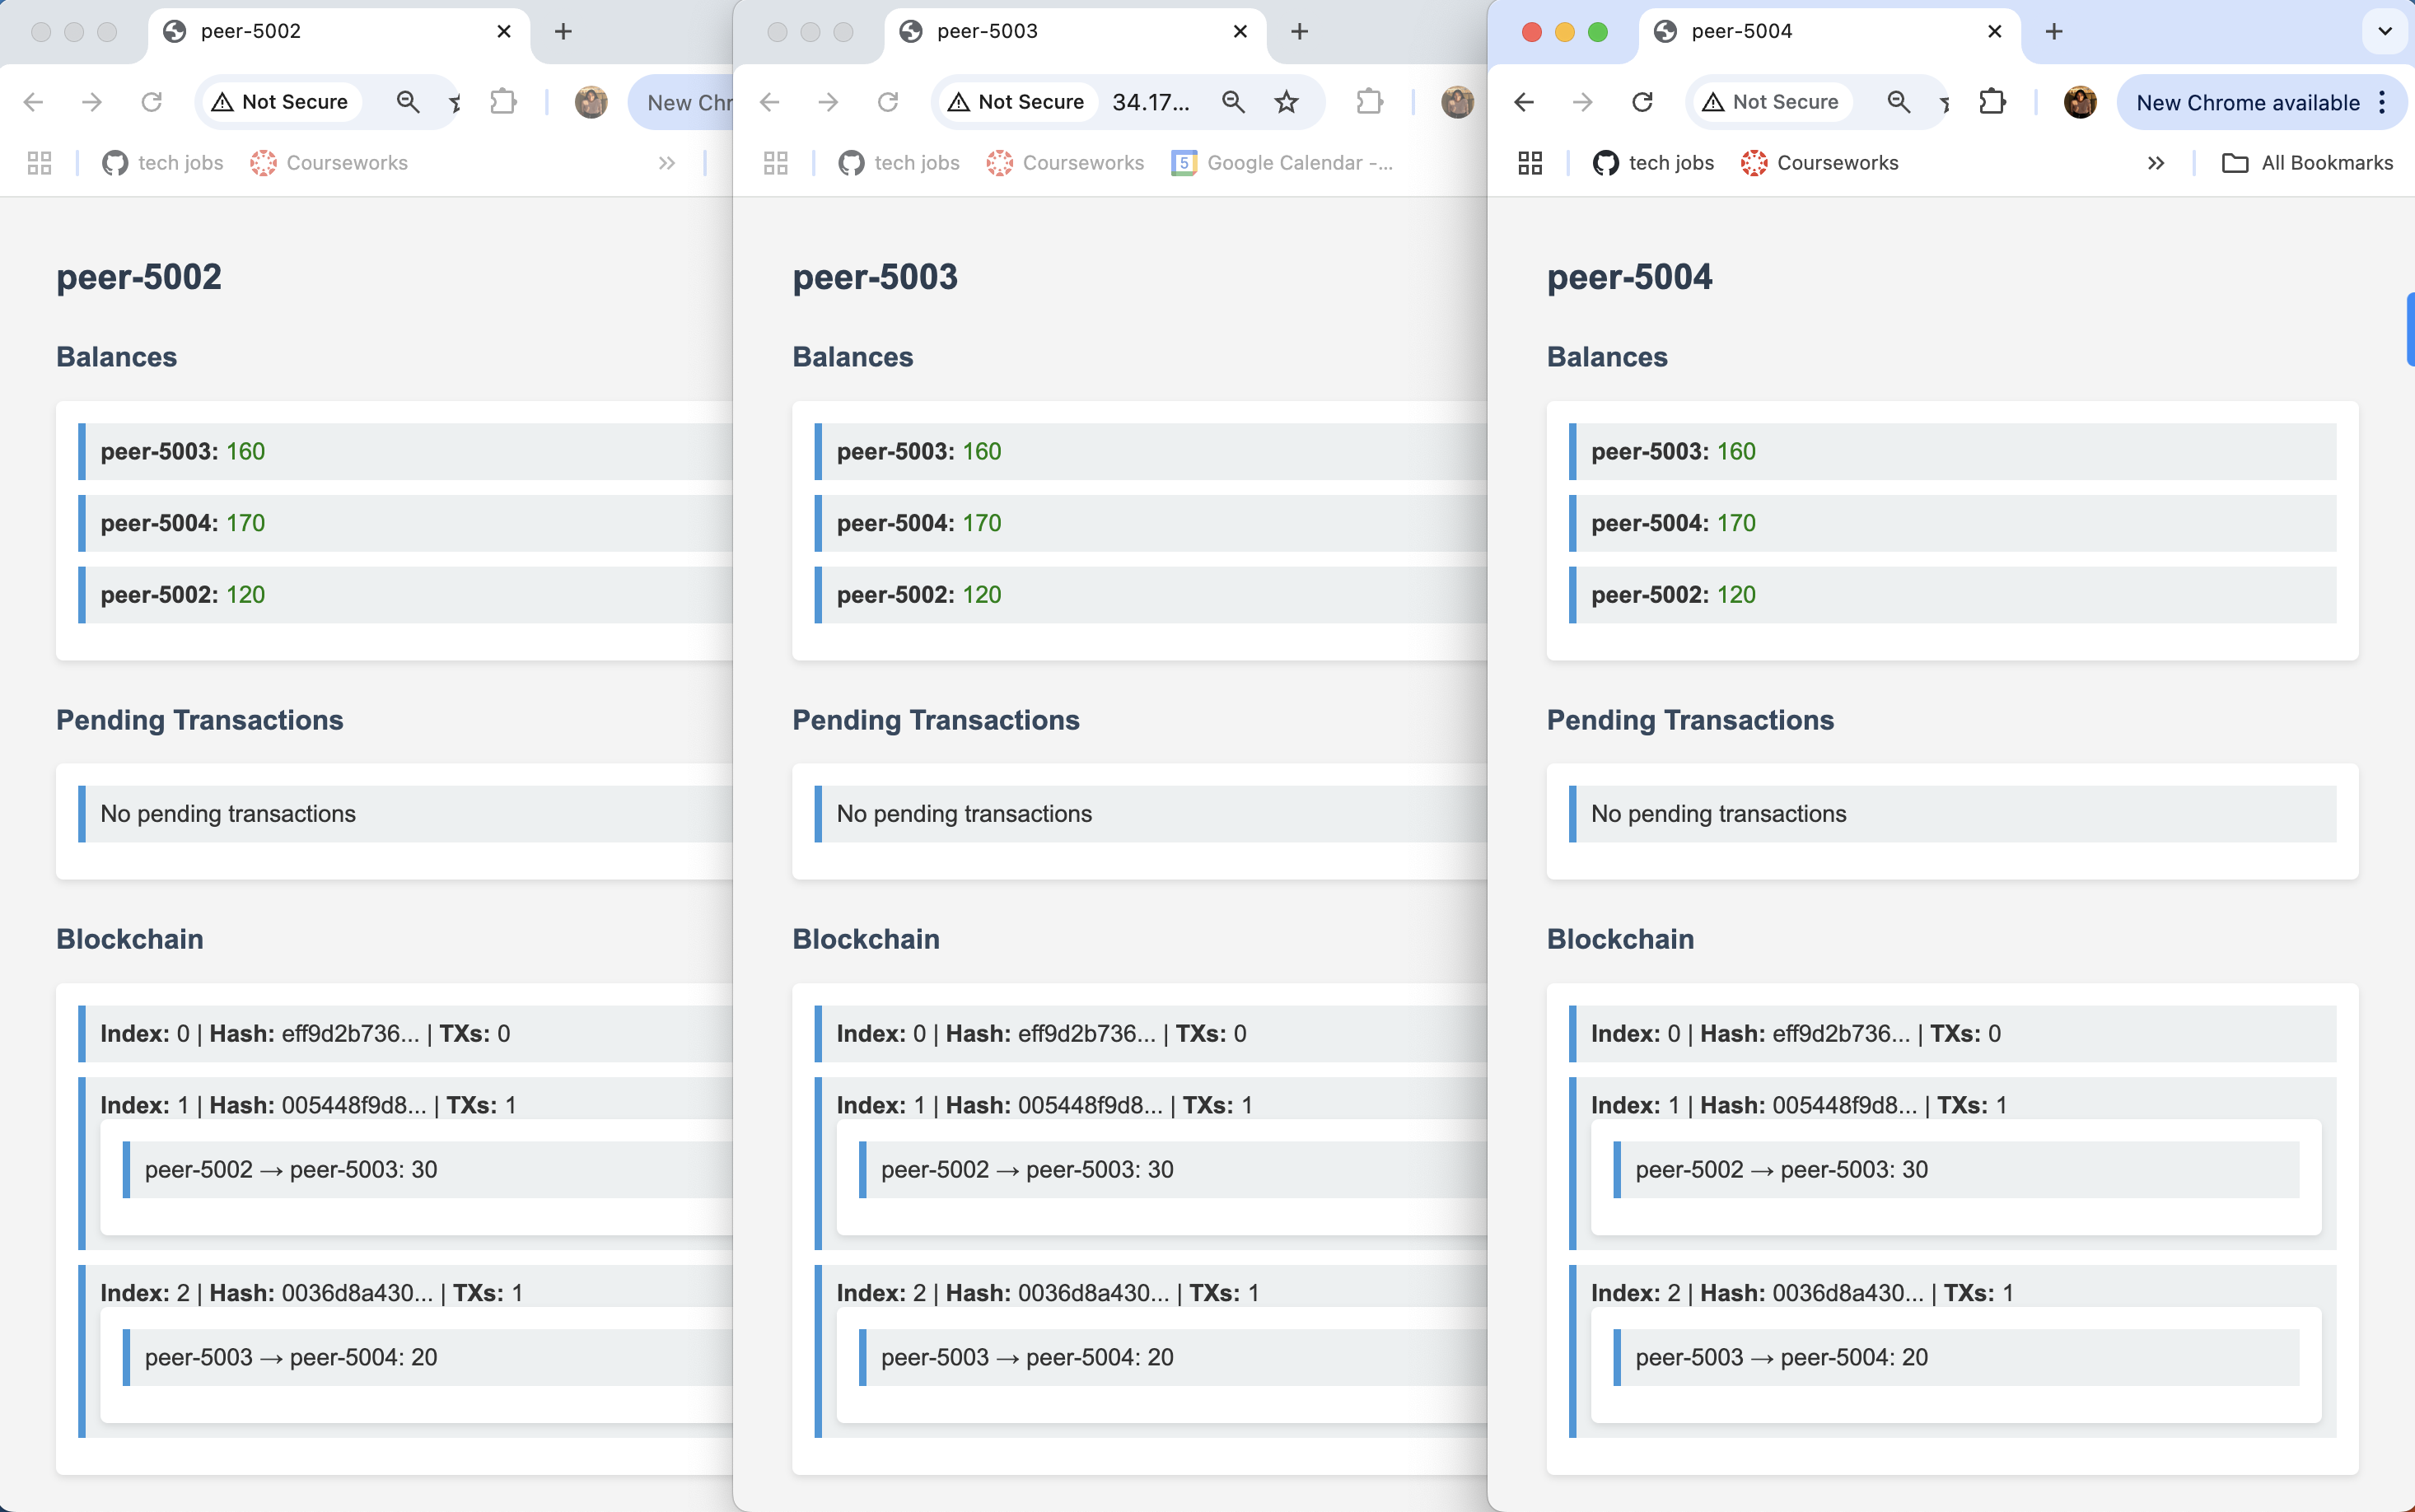 peer-5002
Not Secure
New Chr
tech jobs
Courseworks
peer-5002
Balances
peer-5003: 160
peer-5004: 170
peer-5002: 120
Pending Transactions
No pending transactions
Blockchain
Index: 0 | Hash: eff9d2b736... | TXs: 0
Index: 1 | Hash: 005448f9d8... | TXs: 1
peer-5002 → peer-5003: 30
Index: 2 | Hash: 0036d8a430... | TXs: 1
peer-5003 → peer-5004: 20
peer-5003
Not Secure 34.17...
tech jobs
Courseworks
5 Google Calendar -...
peer-5003
Balances
peer-5003: 160
peer-5004: 170
peer-5002: 120
Pending Transactions
No pending transactions
Blockchain
Index: 0 | Hash: eff9d2b736... | TXs: 0
Index: 1 | Hash: 005448f9d8... | TXs: 1
peer-5002 → peer-5003: 30
Index: 2 | Hash: 0036d8a430... | TXs: 1
peer-5003 → peer-5004: 20
peer-5004
Not Secure
New Chrome available
tech jobs
Courseworks
All Bookmarks
peer-5004
Balances
peer-5003: 160
peer-5004: 170
peer-5002: 120
Pending Transactions
No pending transactions
Blockchain
Index: 0 | Hash: eff9d2b736... | TXs: 0
Index: 1 | Hash: 005448f9d8... | TXs: 1
peer-5002 → peer-5003: 30
Index: 2 | Hash: 0036d8a430... | TXs: 1
peer-5003 → peer-5004: 20